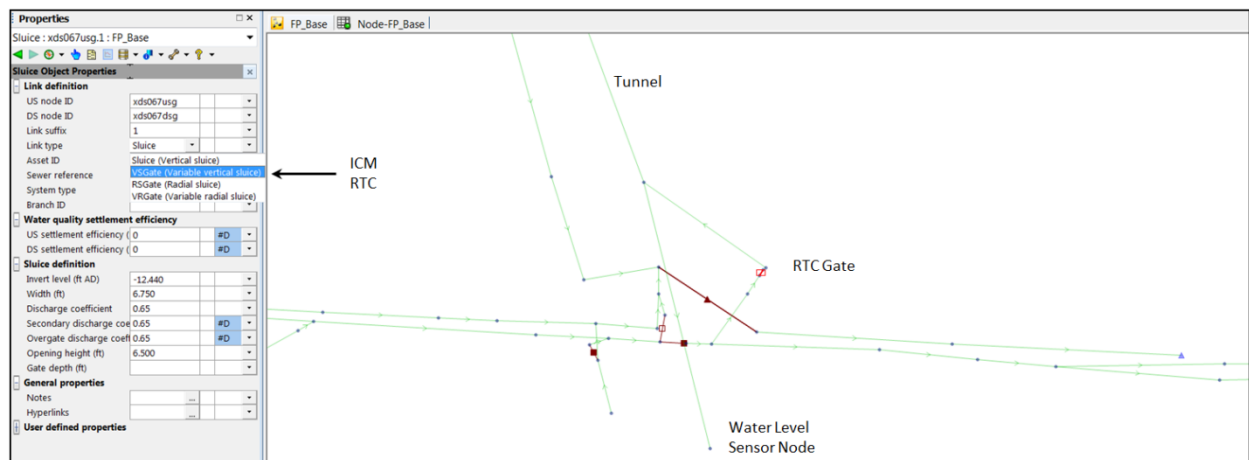 Properties
Sluice : xds067usg.1 : FP_Base
Sluice Object Properties
Link definition
US node ID xds067usg
DS node ID xds067dsg
Link suffix 1
Link type Sluice
Asset ID Sluice (Vertical sluice)
Sewer reference VSGate (Variable vertical sluice)
System type RSGate (Radial sluice)
Branch ID VRGate (Variable radial sluice)
Water quality settlement efficiency
US settlement efficiency ( 0 #D
DS settlement efficiency ( 0 #D
Sluice definition
Invert level (ft AD) -12.440
Width (ft) 6.750
Discharge coefficient 0.65
Secondary discharge coe 0.65 #D
Overgate discharge coeff 0.65 #D
Opening height (ft) 6.500
Gate depth (ft)
General properties
Notes ...
Hyperlinks ...
User defined properties
ICM
RTC
FP_Base Node-FP_Base
Tunnel
RTC Gate
Water Level
Sensor Node